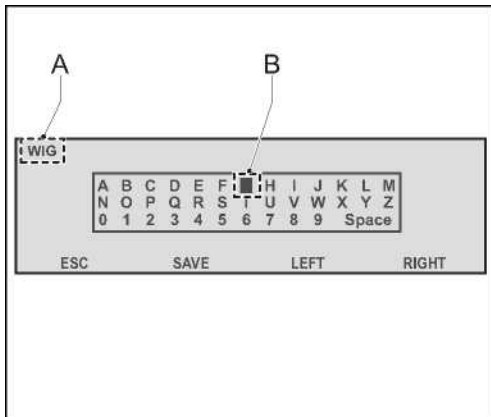 A B
WIG
A B C D E F H I J K L M
N O P Q R S T U V W X Y Z
0 1 2 3 4 5 6 7 8 9 Space
ESC SAVE LEFT RIGHT